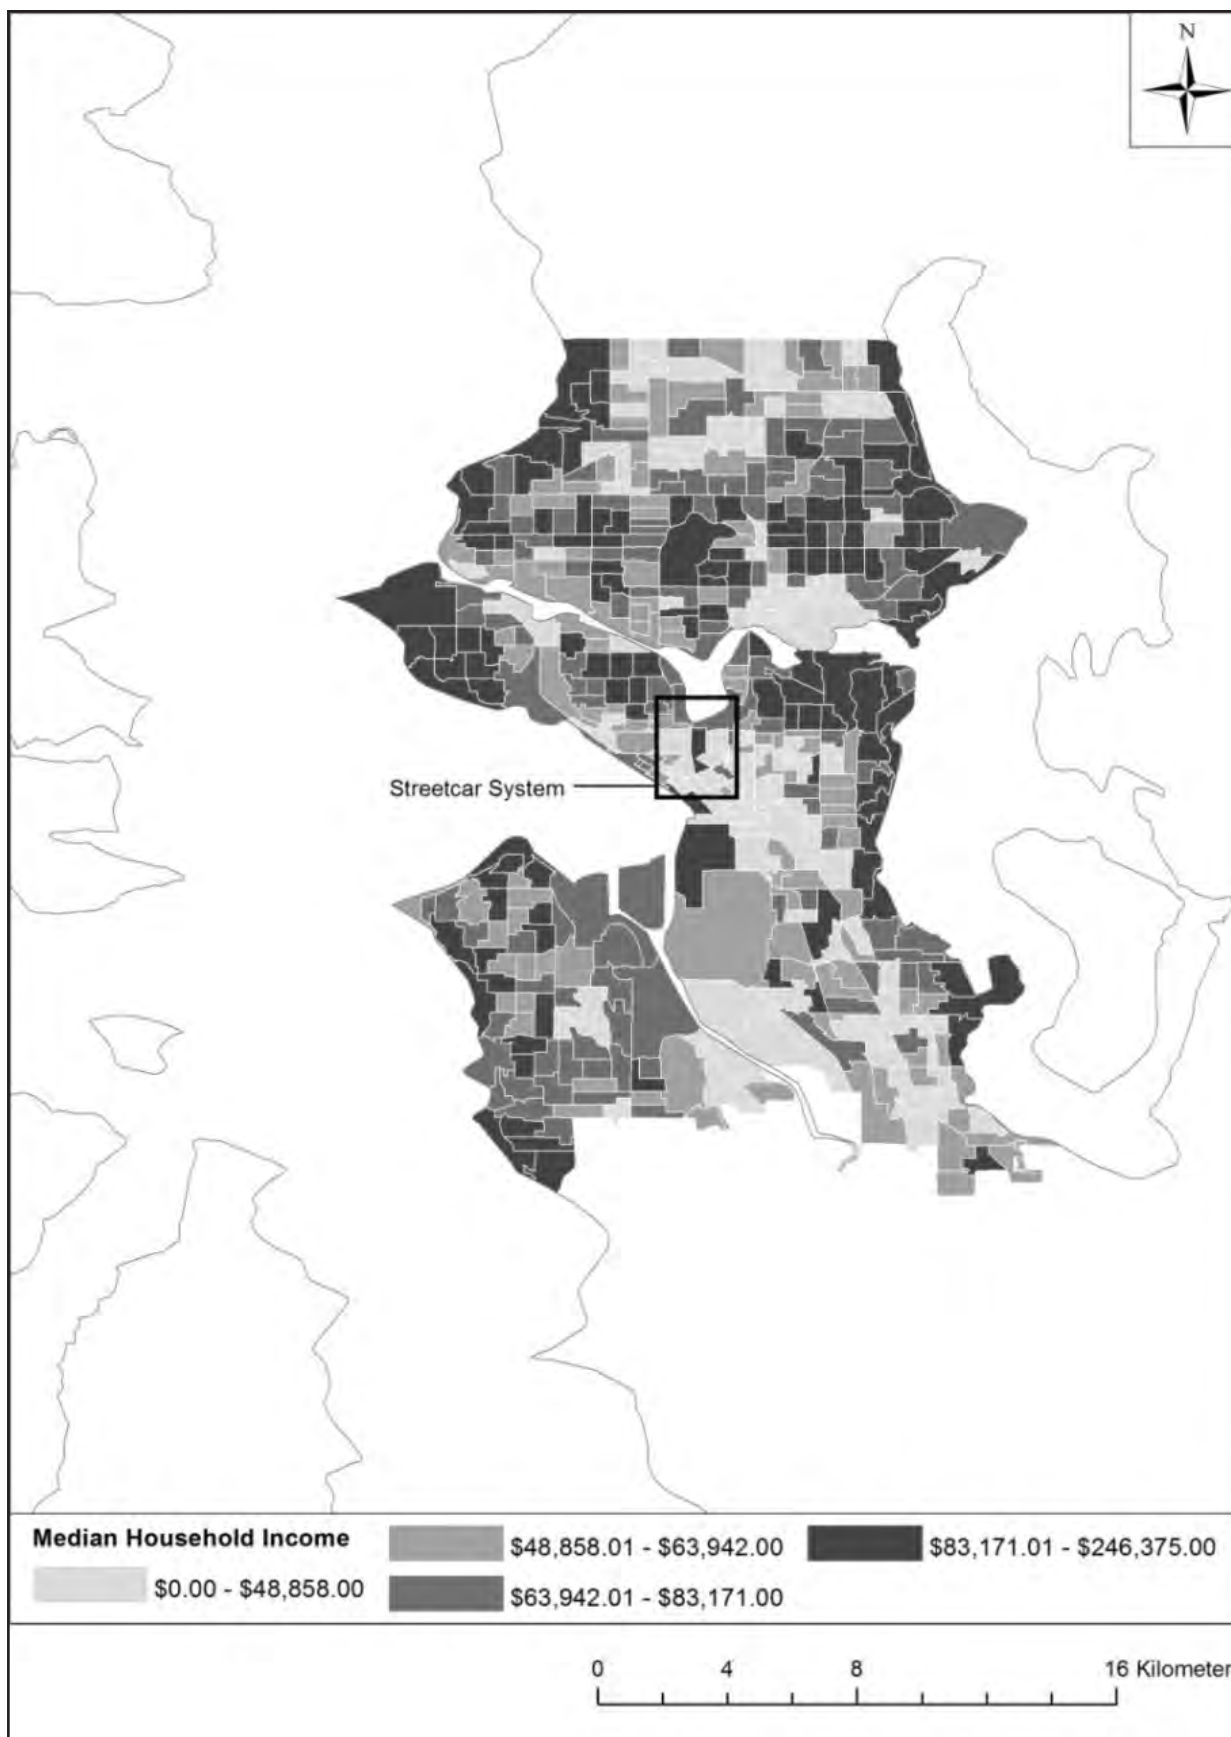 N
Streetcar System
Median Household Income
$0.00 - $48,858.00
$48,858.01 - $63,942.00
$63,942.01 - $83,171.00
$83,171.01 - $246,375.00
0 4 8 16 Kilometer